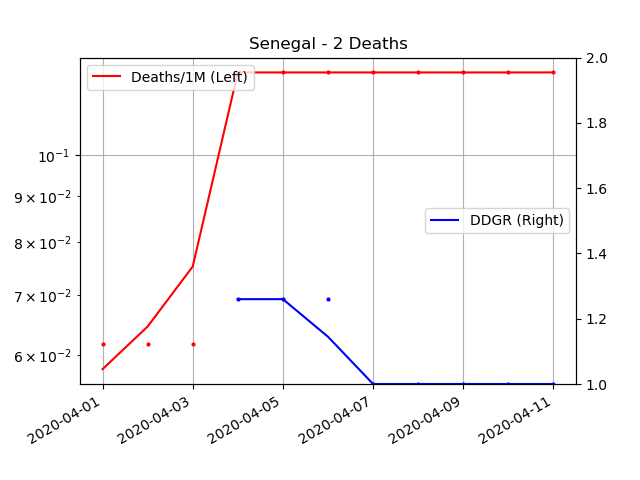 Senegal - 2 Deaths
Deaths/1M (Left)
DDGR (Right)
10⁻¹
9 × 10⁻²
8 × 10⁻²
7 × 10⁻²
6 × 10⁻²
2.0
1.8
1.6
1.4
1.2
1.0
2020-04-01
2020-04-03
2020-04-05
2020-04-07
2020-04-09
2020-04-11